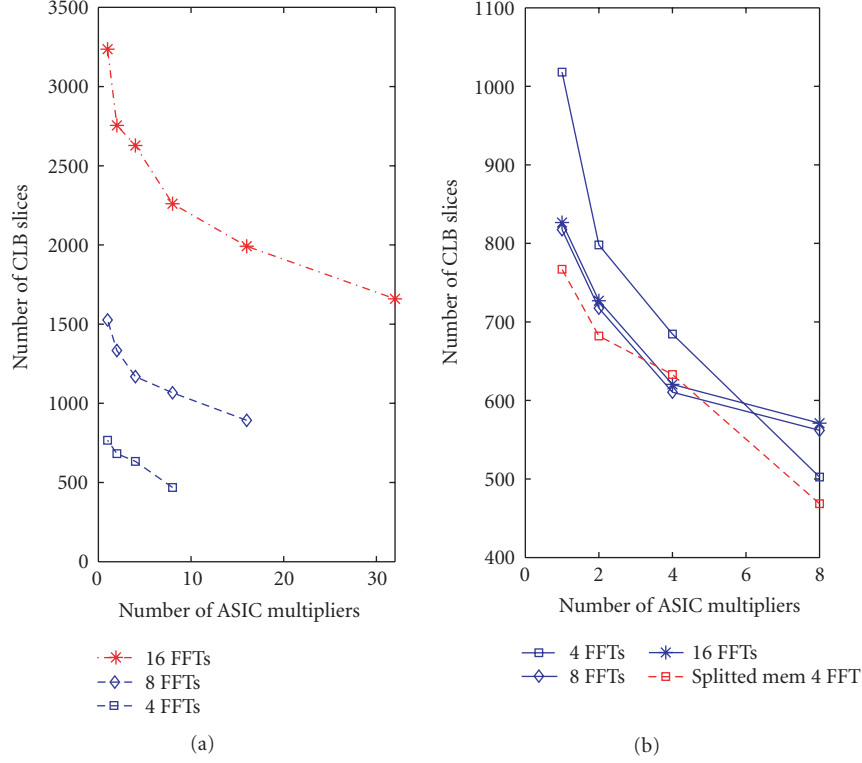 3500
3000
2500
2000
1500
1000
500
0
Number of CLB slices
0 10 20 30
Number of ASIC multipliers
16 FFTs
8 FFTs
4 FFTs
(a)
1100
1000
900
800
700
600
500
400
Number of CLB slices
0 2 4 6 8
Number of ASIC multipliers
4 FFTs 16 FFTs
8 FFTs Splitted mem 4 FFT
(b)